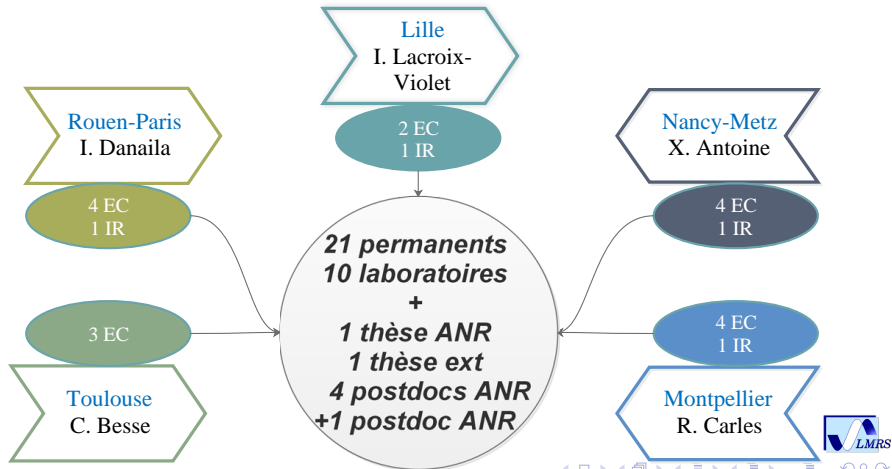 Lille
I. Lacroix-
Violet
2 EC
1 IR
Rouen-Paris
I. Danaila
4 EC
1 IR
Nancy-Metz
X. Antoine
4 EC
1 IR
21 permanents
10 laboratoires
+
1 thèse ANR
1 thèse ext
4 postdocs ANR
+1 postdoc ANR
3 EC
Toulouse
C. Besse
4 EC
1 IR
Montpellier
R. Carles
LMRS